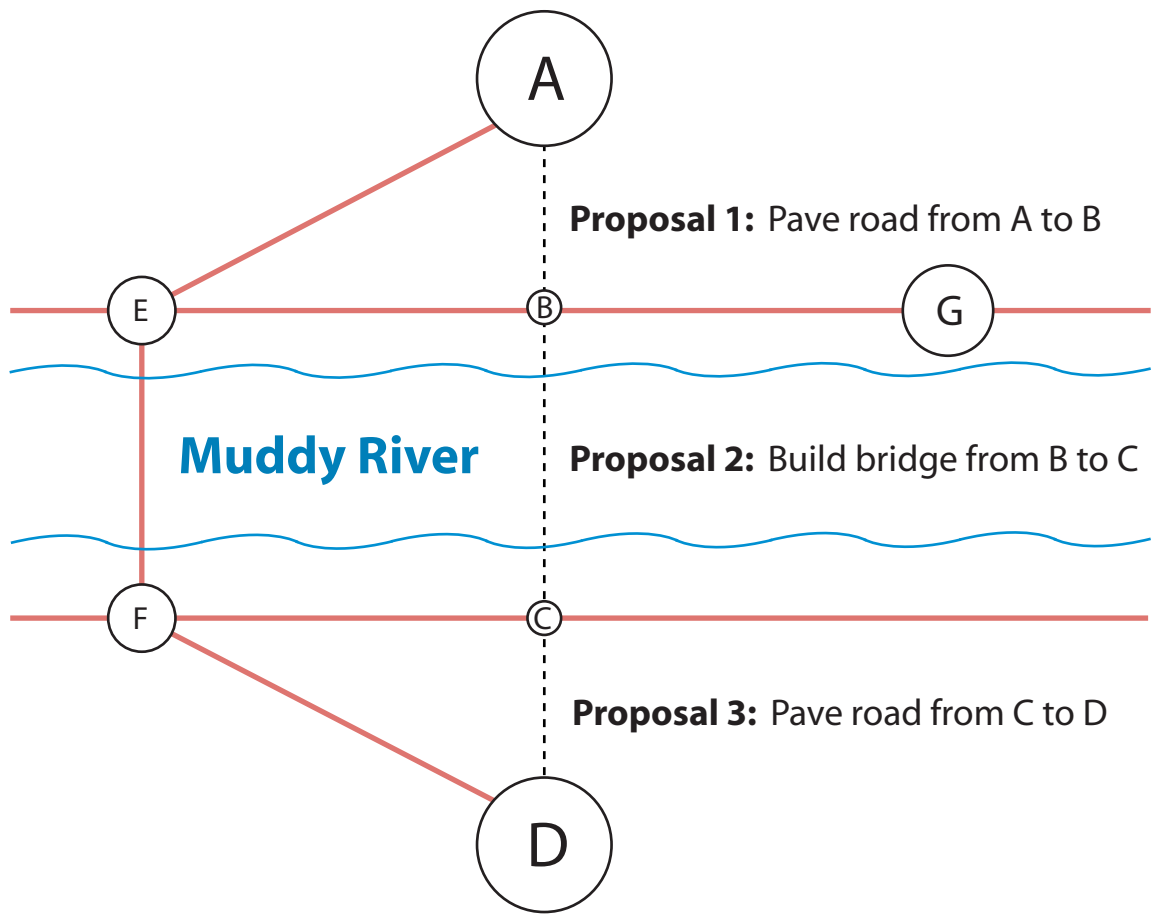 A
Proposal 1: Pave road from A to B
E
B
G
Muddy River
Proposal 2: Build bridge from B to C
F
C
Proposal 3: Pave road from C to D
D